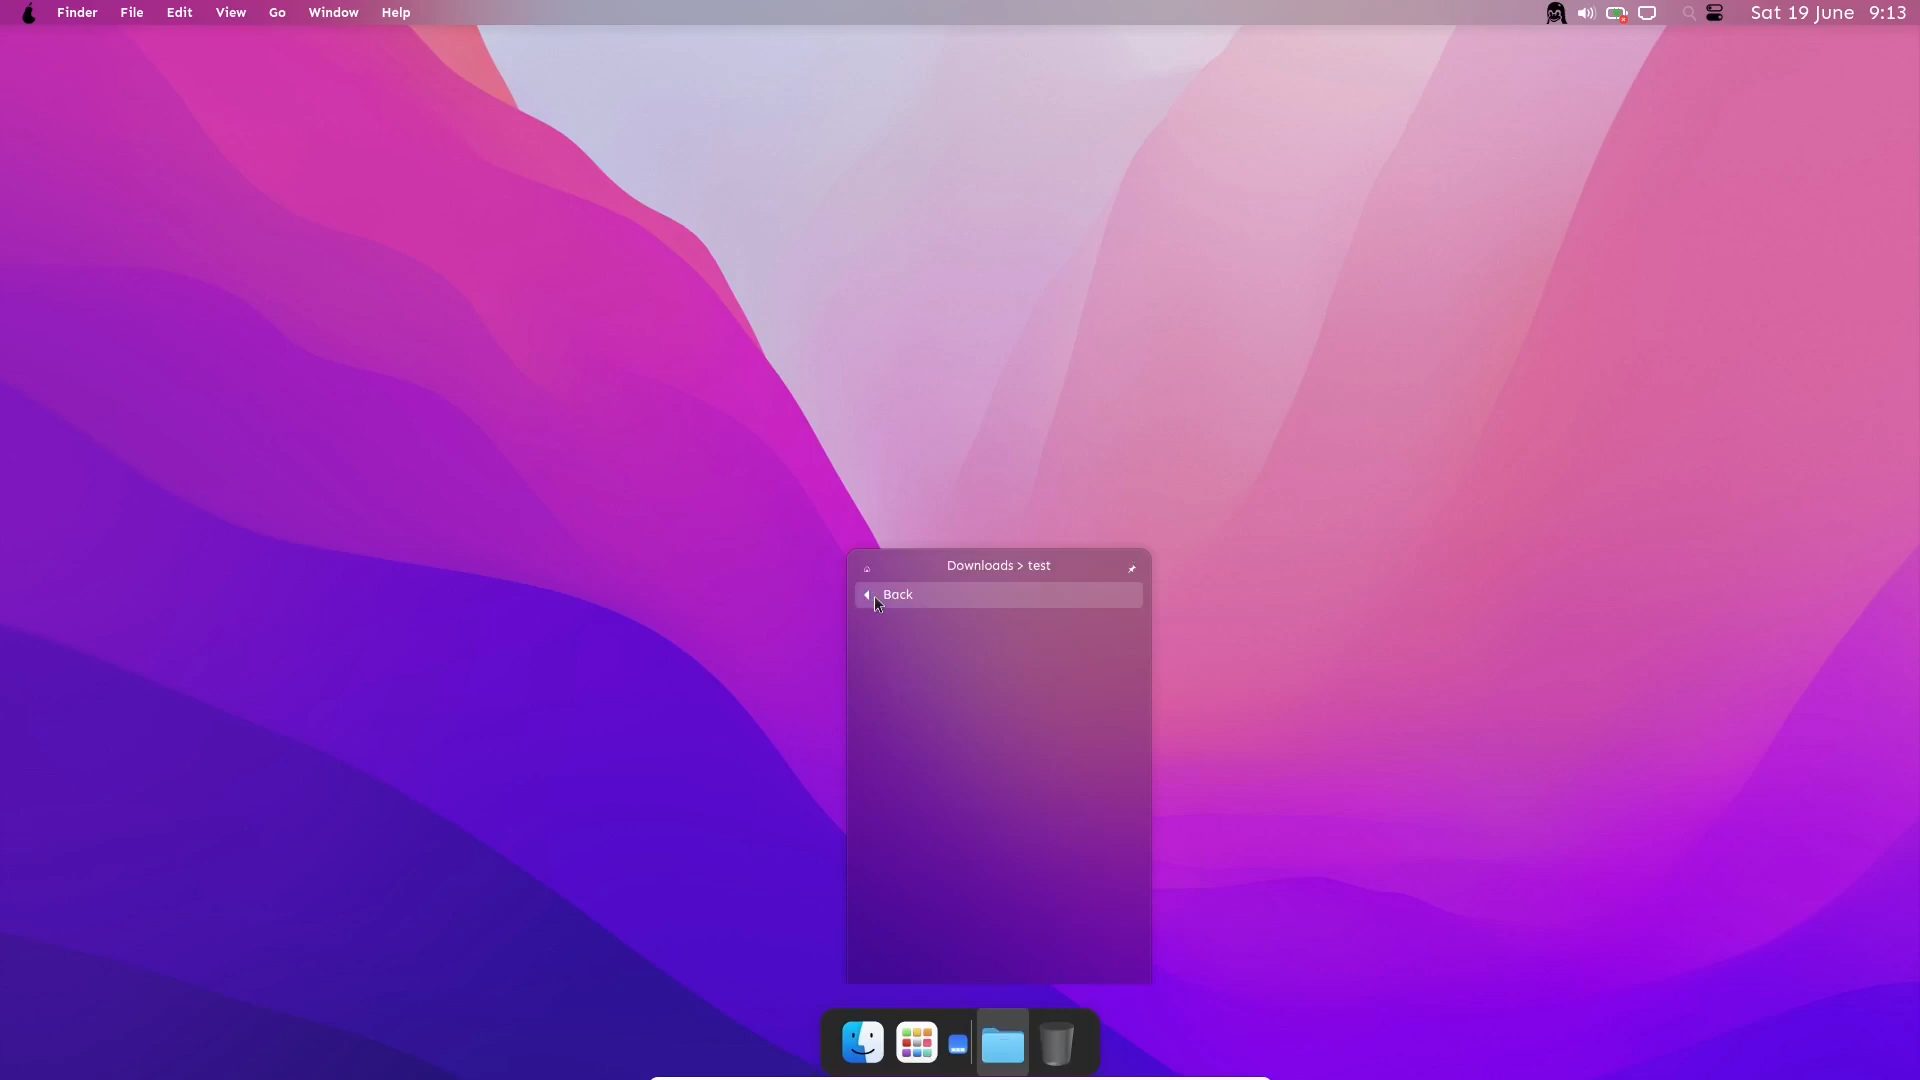 Finder File Edit View Go Window Help Sat 19 June 9:13
Downloads > test
Back